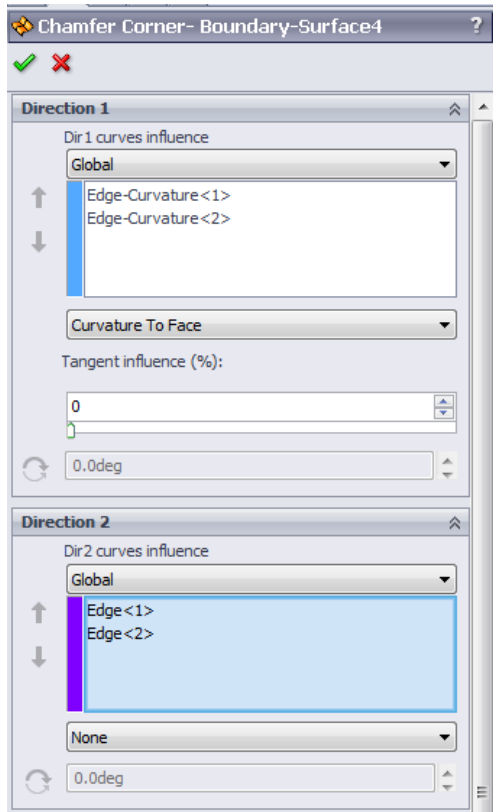 Chamfer Corner- Boundary-Surface4 ?
Direction 1
Dir1 curves influence
Global
Edge-Curvature<1>
Edge-Curvature<2>
Curvature To Face
Tangent influence (%):
0
0.0deg
Direction 2
Dir2 curves influence
Global
Edge<1>
Edge<2>
None
0.0deg